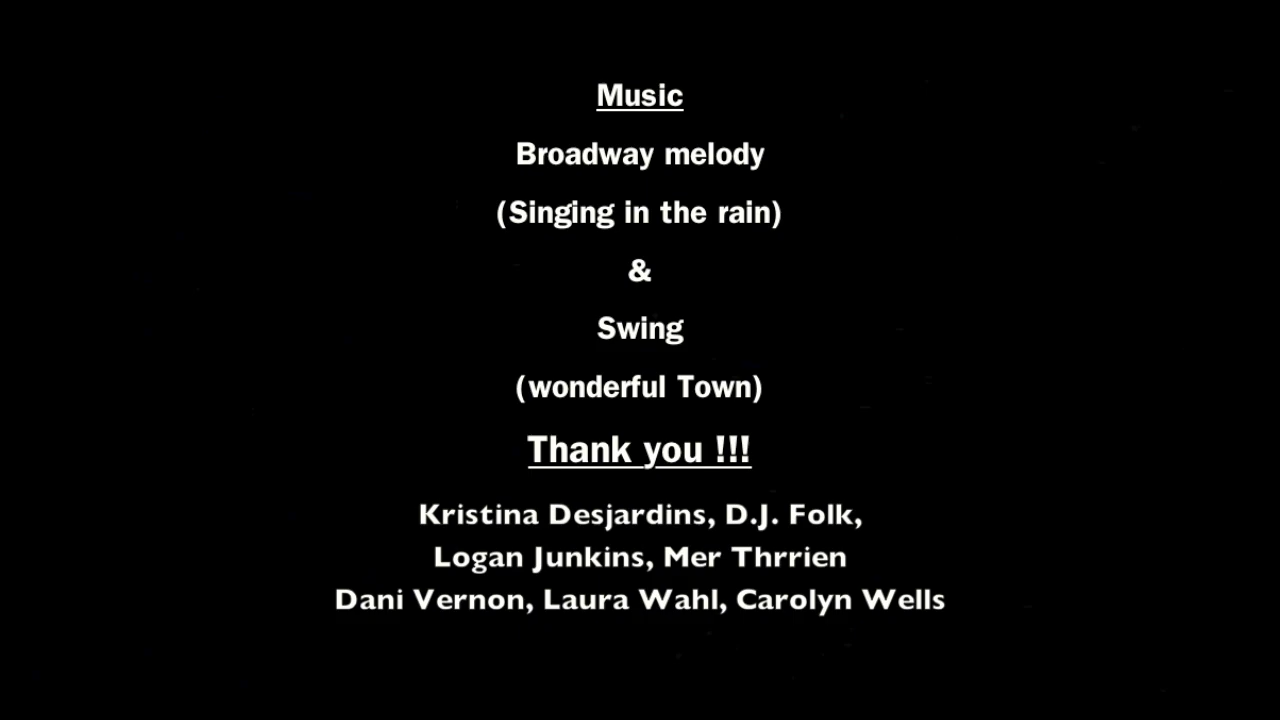 Music
Broadway melody
(Singing in the rain)
&
Swing
(wonderful Town)
Thank you !!!
Kristina Desjardins, D.J. Folk,
Logan Junkins, Mer Thrrien
Dani Vernon, Laura Wahl, Carolyn Wells